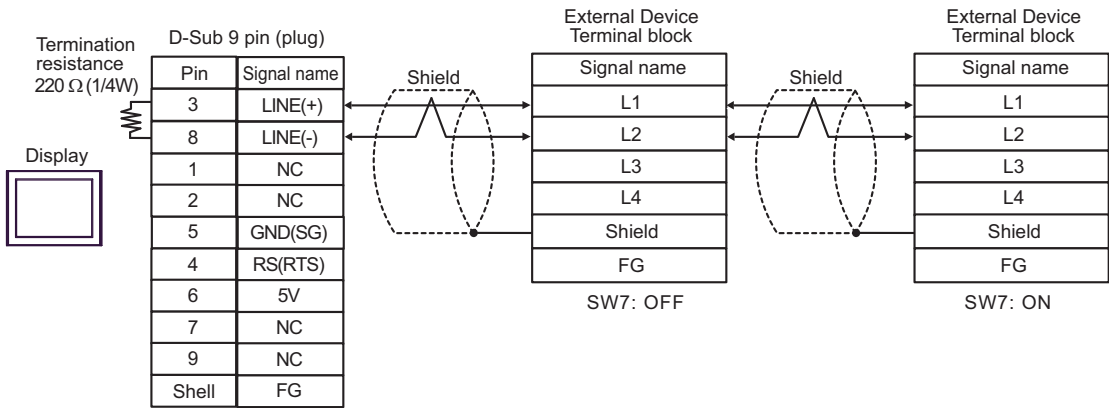 Termination
resistance
220 Ω (1/4W)
Display
D-Sub 9 pin (plug)
Pin Signal name
3 LINE(+)
8 LINE(-)
1 NC
2 NC
5 GND(SG)
4 RS(RTS)
6 5V
7 NC
9 NC
Shell FG
Shield
External Device
Terminal block
Signal name
L1
L2
L3
L4
Shield
FG
SW7: OFF
Shield
External Device
Terminal block
Signal name
L1
L2
L3
L4
Shield
FG
SW7: ON